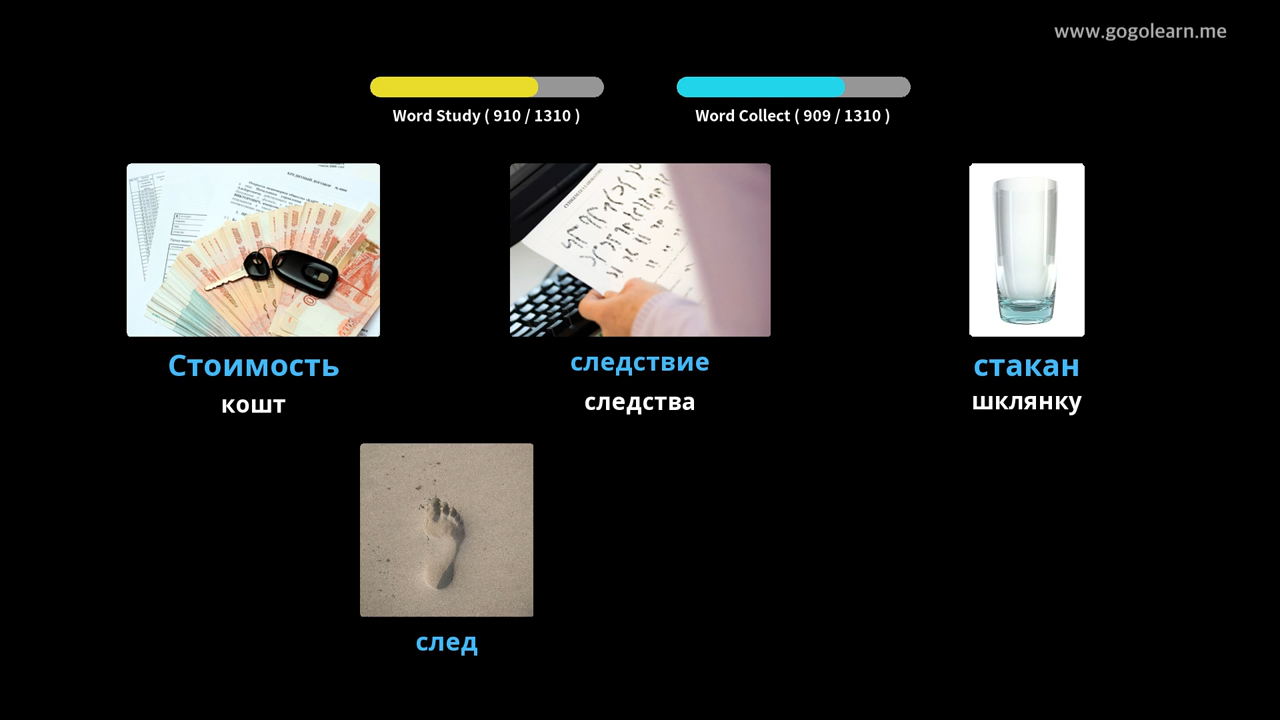 www.gogolearn.me
Word Study ( 910 / 1310 )
Word Collect ( 909 / 1310 )
Стоимость
кошт
следствие
следства
стакан
шклянку
след